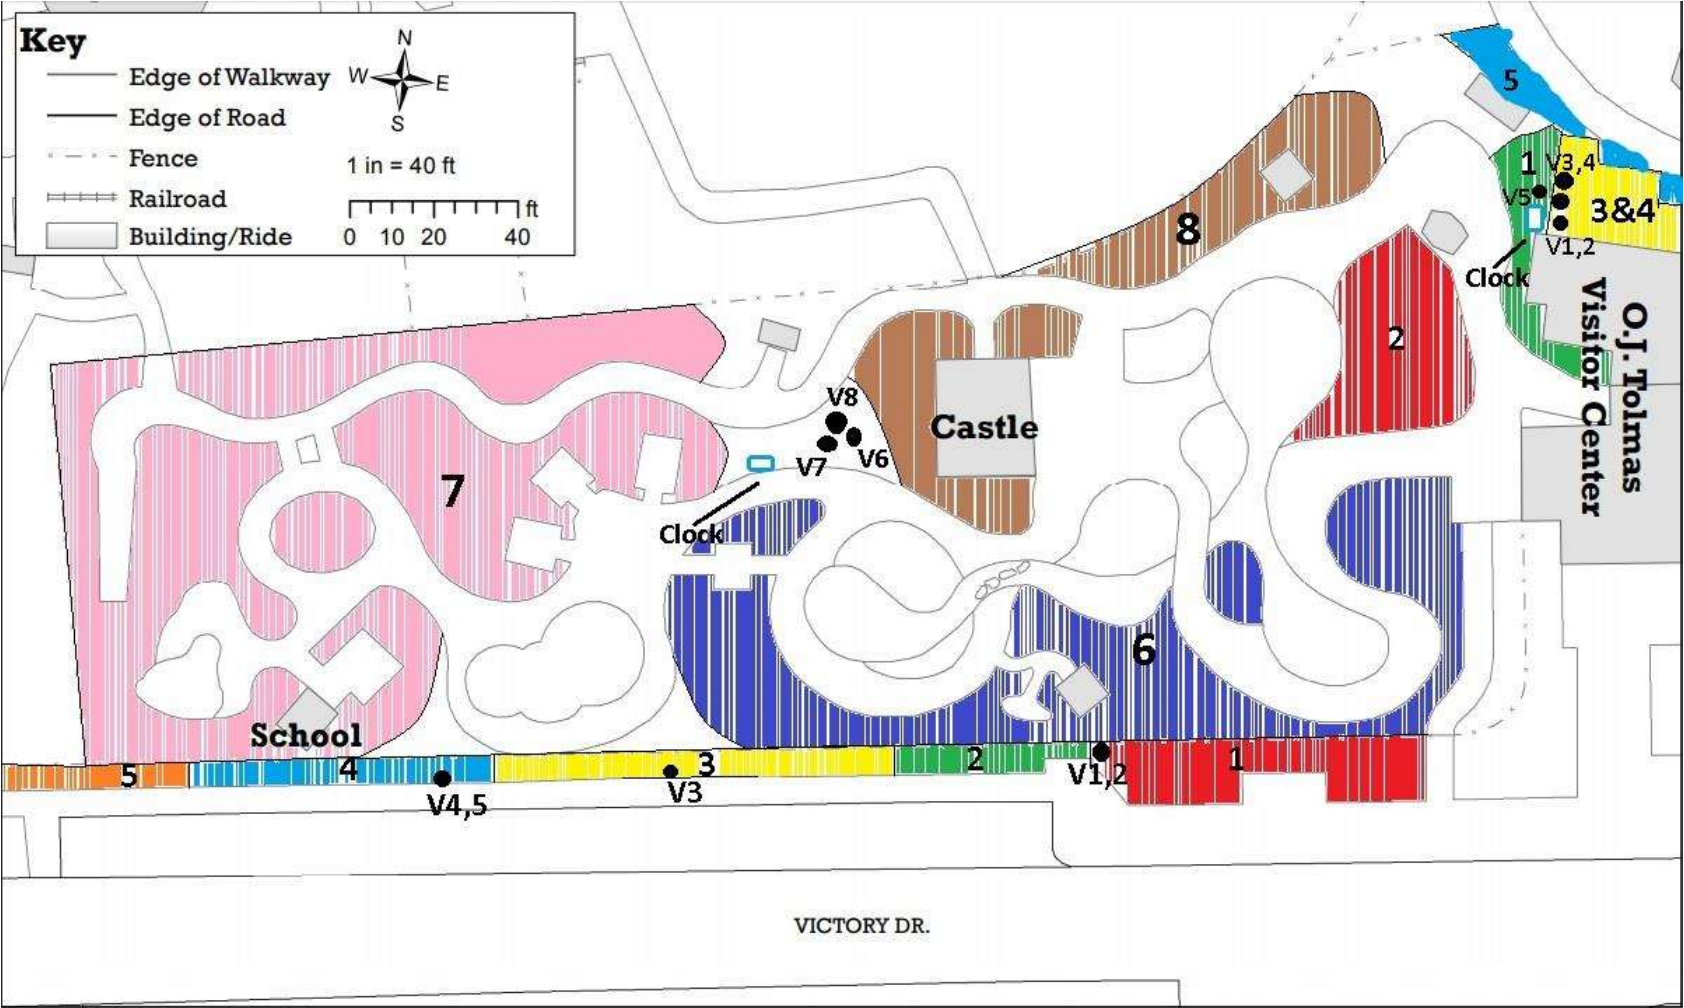 Key
Edge of Walkway
Edge of Road
Fence
Railroad
Building/Ride
N
W E
S
1 in = 40 ft
ft
0 10 20 40
5
1 V3,4
V5
3&4
V1,2
Clock
8
2
O.J. Tolmas
Visitor Center
V8
V7 V6
Castle
7
Clock
6
School
5 4 3 2 1
V4,5 V3 V1,2
VICTORY DR.